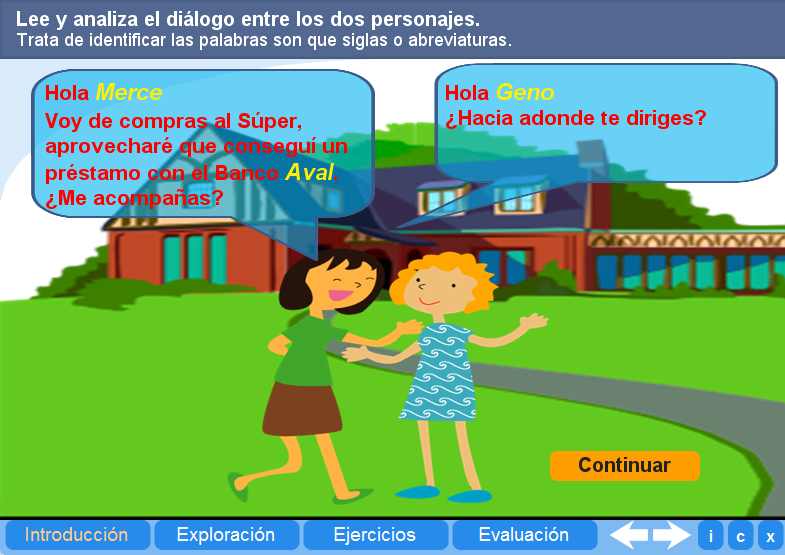 Lee y analiza el diálogo entre los dos personajes.
Trata de identificar las palabras son que siglas o abreviaturas.
Hola Merce
Voy de compras al Súper,
aprovecharé que conseguí un
préstamo con el Banco Aval.
¿Me acompañas?
Hola Geno
¿Hacia adonde te diriges?
Continuar
Introducción
Exploración
Ejercicios
Evaluación
i
c
x